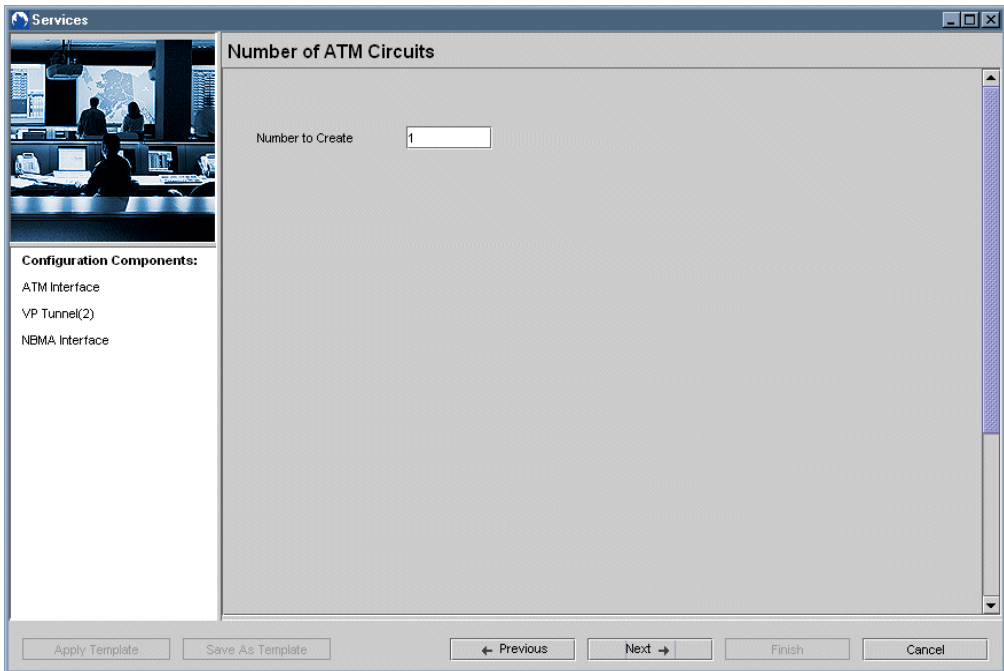 Services
Number of ATM Circuits
Number to Create
1
Configuration Components:
ATM Interface
VP Tunnel(2)
NBMA Interface
Apply Template
Save As Template
← Previous
Next →
Finish
Cancel